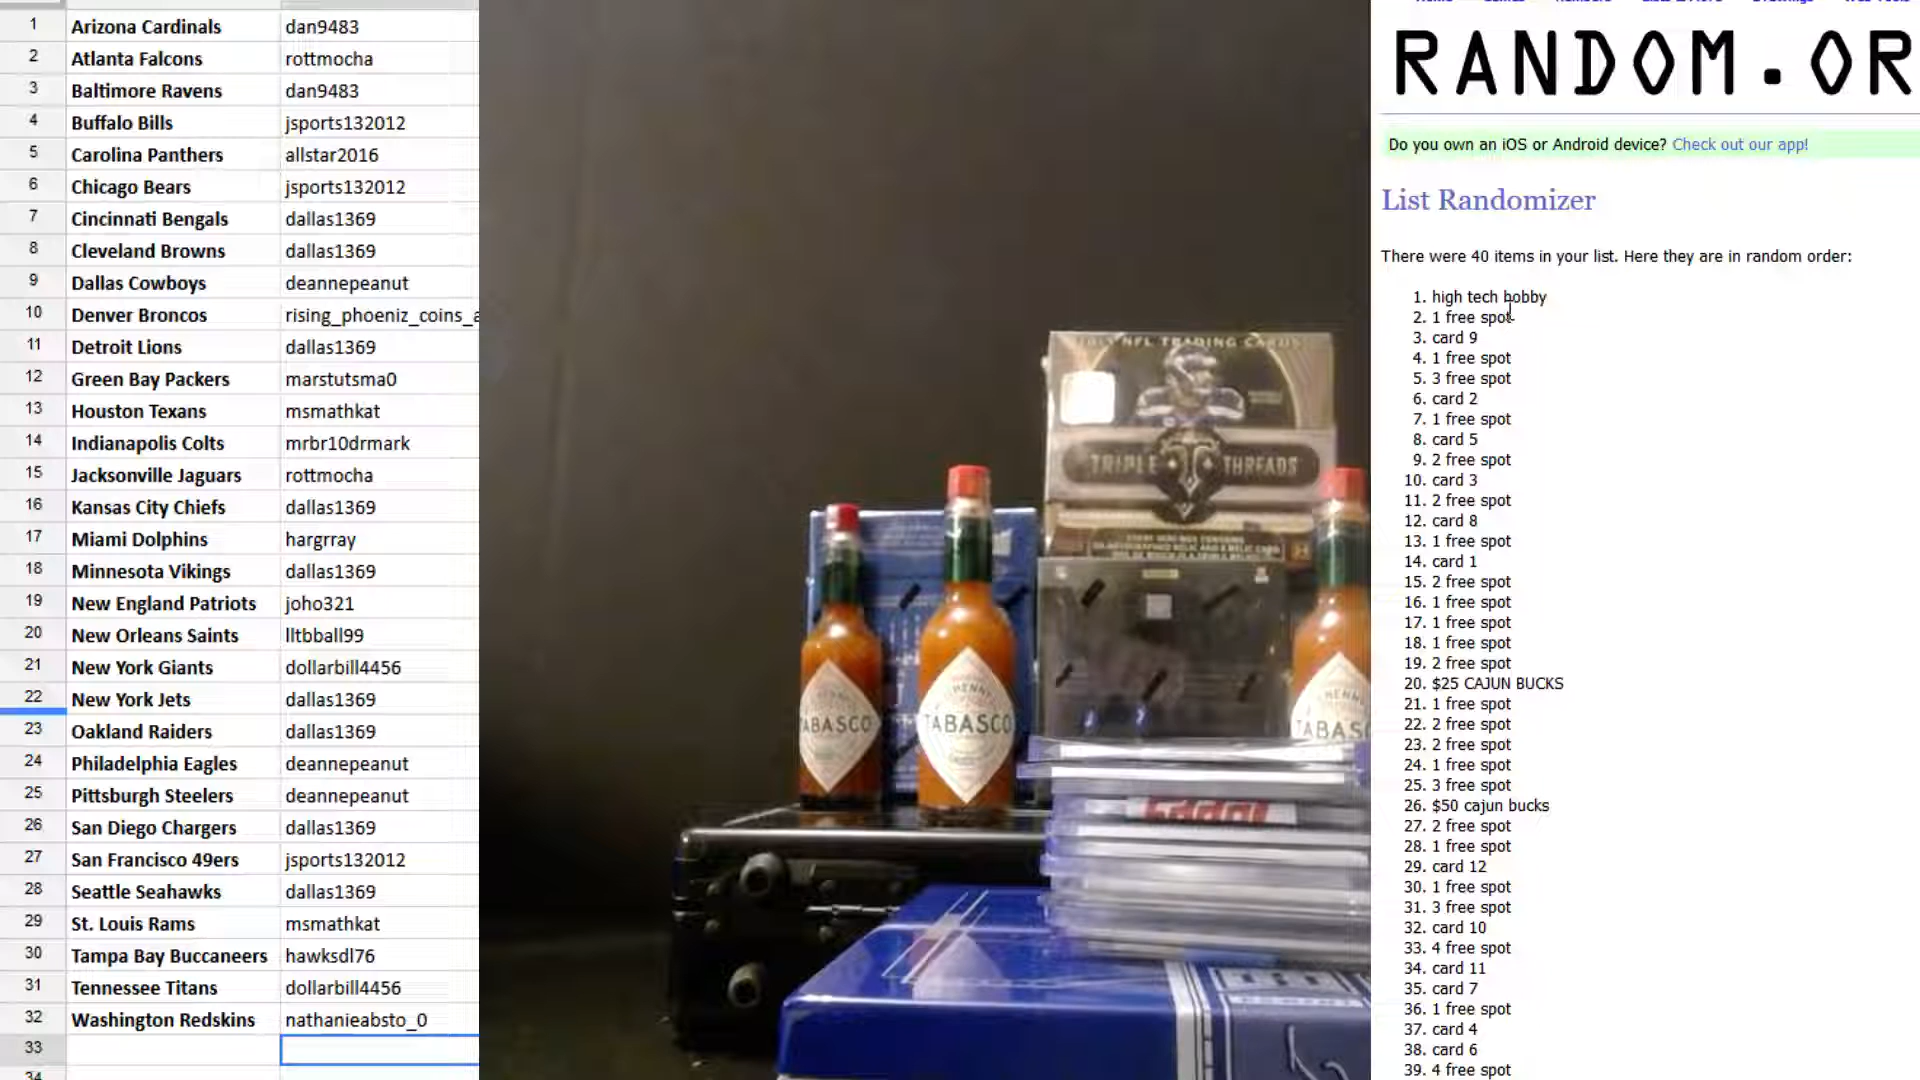 1 Arizona Cardinals dan9483
2 Atlanta Falcons rottmocha
3 Baltimore Ravens dan9483
4 Buffalo Bills jsports132012
5 Carolina Panthers allstar2016
6 Chicago Bears jsports132012
7 Cincinnati Bengals dallas1369
8 Cleveland Browns dallas1369
9 Dallas Cowboys deannepeanut
10 Denver Broncos rising_phoeniz_coins_a
11 Detroit Lions dallas1369
12 Green Bay Packers marstutsma0
13 Houston Texans msmathkat
14 Indianapolis Colts mrbr10drmark
15 Jacksonville Jaguars rottmocha
16 Kansas City Chiefs dallas1369
17 Miami Dolphins hargrray
18 Minnesota Vikings dallas1369
19 New England Patriots joho321
20 New Orleans Saints lltbball99
21 New York Giants dollarbill4456
22 New York Jets dallas1369
23 Oakland Raiders dallas1369
24 Philadelphia Eagles deannepeanut
25 Pittsburgh Steelers deannepeanut
26 San Diego Chargers dallas1369
27 San Francisco 49ers jsports132012
28 Seattle Seahawks dallas1369
29 St. Louis Rams msmathkat
30 Tampa Bay Buccaneers hawksdl76
31 Tennessee Titans dollarbill4456
32 Washington Redskins nathanieabsto_0
33
34
NFL TRADING CARDS
TRIPLE THREADS
TABASCO
TABASCO
TABASC
RANDOM.OR
Do you own an iOS or Android device? Check out our app!
List Randomizer
There were 40 items in your list. Here they are in random order:
1. high tech hobby
2. 1 free spot
3. card 9
4. 1 free spot
5. 3 free spot
6. card 2
7. 1 free spot
8. card 5
9. 2 free spot
10. card 3
11. 2 free spot
12. card 8
13. 1 free spot
14. card 1
15. 2 free spot
16. 1 free spot
17. 1 free spot
18. 1 free spot
19. 2 free spot
20. $25 CAJUN BUCKS
21. 1 free spot
22. 2 free spot
23. 2 free spot
24. 1 free spot
25. 3 free spot
26. $50 cajun bucks
27. 2 free spot
28. 1 free spot
29. card 12
30. 1 free spot
31. 3 free spot
32. card 10
33. 4 free spot
34. card 11
35. card 7
36. 1 free spot
37. card 4
38. card 6
39. 4 free spot